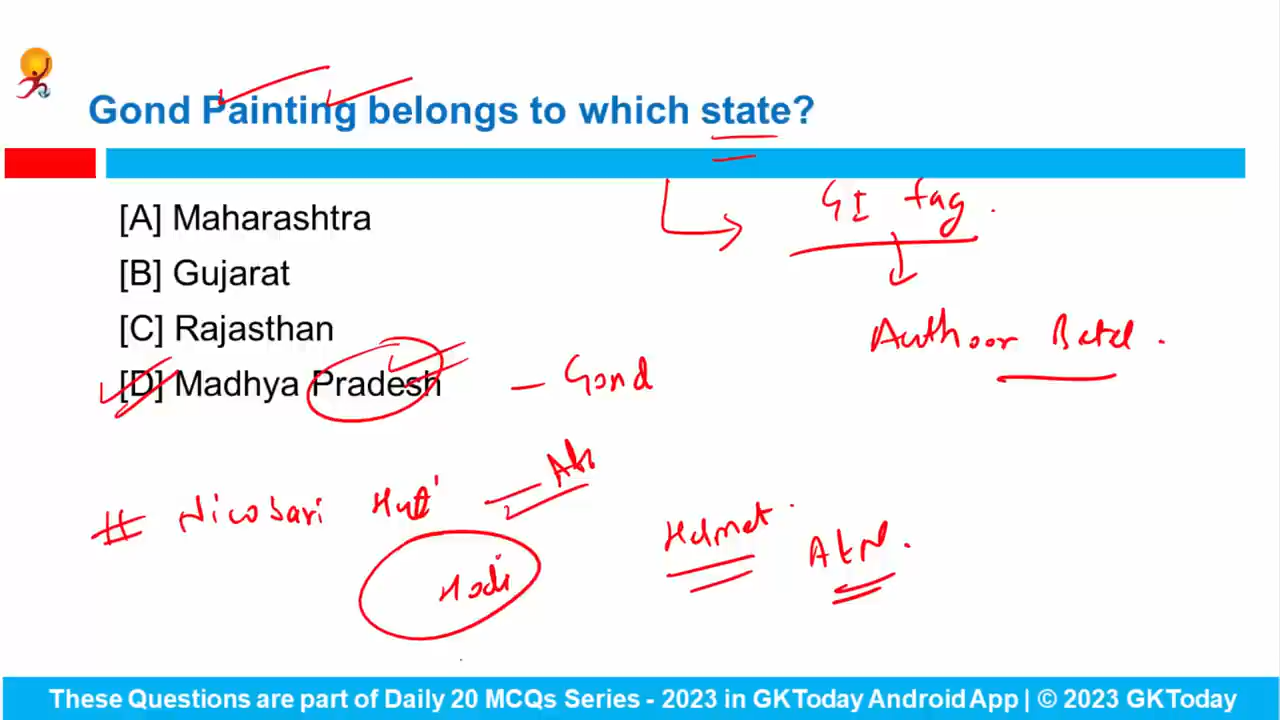 Gond Painting belongs to which state?
GI tag.
[A] Maharashtra
[B] Gujarat
[C] Rajasthan
Authoor Betel.
[D] Madhya Pradesh
– Gond
# Nicobari Hut
Hodi
Helmet.
A&N.
These Questions are part of Daily 20 MCQs Series - 2023 in GKToday Android App | © 2023 GKToday